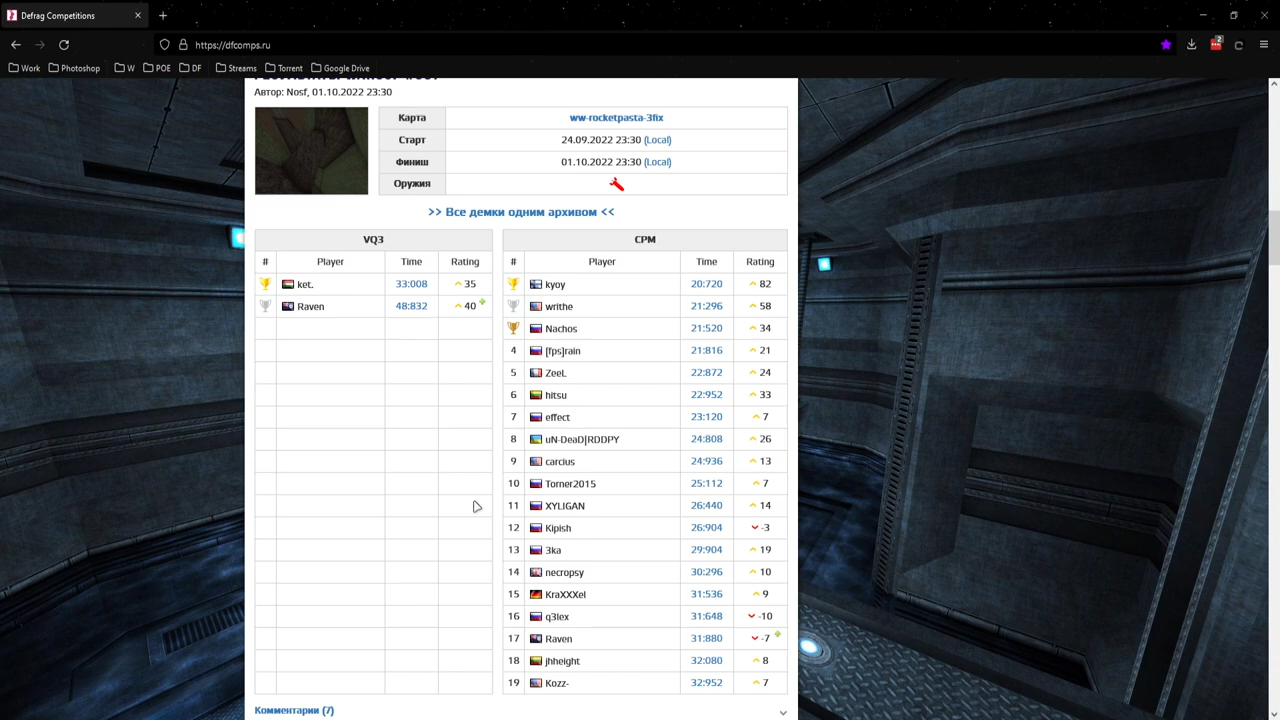 Defrag Competitions
https://dfcomps.ru
2
Work Photoshop W POE DF Streams Torrent Google Drive
Автор: Nosf, 01.10.2022 23:30
Карта ww-rocketpasta-3fix
Старт 24.09.2022 23:30 (Local)
Финиш 01.10.2022 23:30 (Local)
Оружия
>> Все демки одним архивом <<
VQ3
# Player Time Rating
ket. 33:008 35
Raven 48:832 40
CPM
# Player Time Rating
kyoy 20:720 82
writhe 21:296 58
Nachos 21:520 34
4 [fps]rain 21:816 21
5 ZeeL 22:872 24
6 hitsu 22:952 33
7 effect 23:120 7
8 uN-DeaD|RDDPY 24:808 26
9 carcius 24:936 13
10 Torner2015 25:112 7
11 XYLIGAN 26:440 14
12 Kipish 26:904 -3
13 3ka 29:904 19
14 necropsy 30:296 10
15 KraXXXel 31:536 9
16 q3lex 31:648 -10
17 Raven 31:880 -7
18 jhheight 32:080 8
19 Kozz- 32:952 7
Комментарии (7)